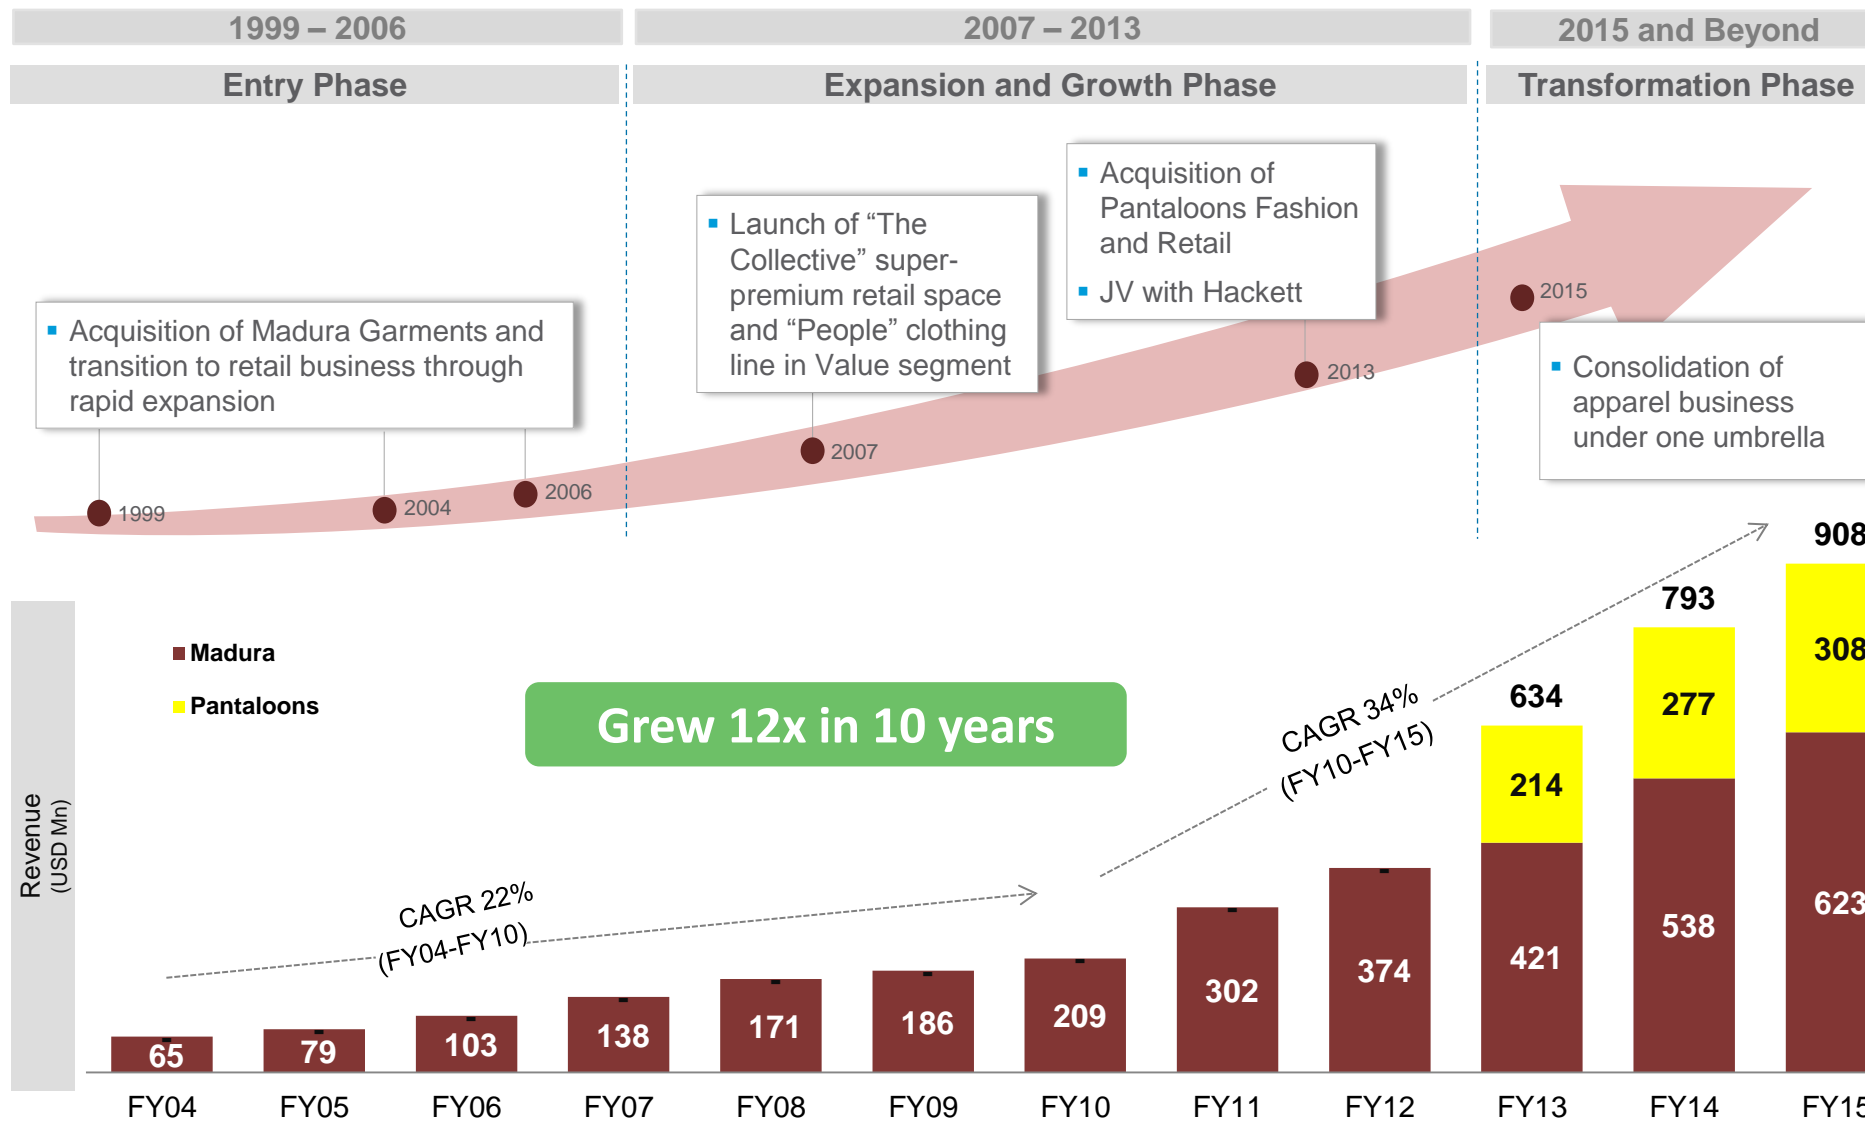 1999 – 2006
2007 – 2013
2015 and Beyond
Entry Phase
Expansion and Growth Phase
Transformation Phase
Acquisition of
Pantaloons Fashion
and Retail
JV with Hackett
Launch of “The
Collective” super-
premium retail space
and “People” clothing
line in Value segment
Acquisition of Madura Garments and
transition to retail business through
rapid expansion
Consolidation of
apparel business
under one umbrella
1999
2004
2006
2007
2013
2015
Revenue
(USD Mn)
Madura
Pantaloons
Grew 12x in 10 years
CAGR 22%
(FY04-FY10)
CAGR 34%
(FY10-FY15)
634
793
908
214
277
308
65
79
103
138
171
186
209
302
374
421
538
623
FY04
FY05
FY06
FY07
FY08
FY09
FY10
FY11
FY12
FY13
FY14
FY15